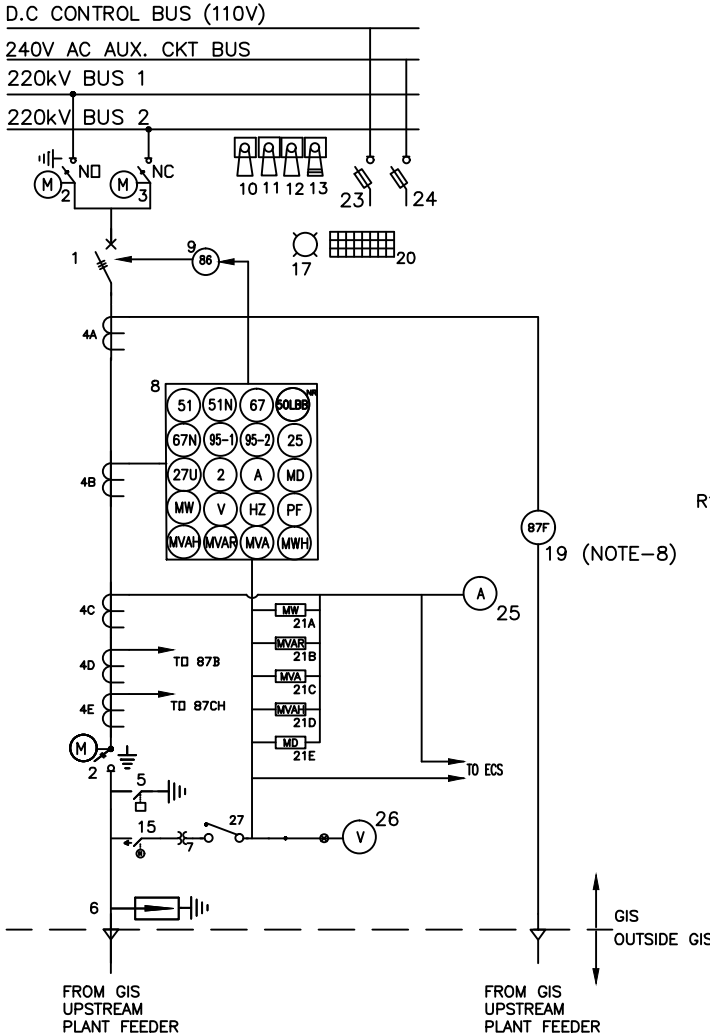 D.C CONTROL BUS (110V)
240V AC AUX. CKT BUS
220kV BUS 1
220kV BUS 2
NO
NC
M
2
M
3
10 11 12 13
23
24
1
9
86
17
20
4A
8
51 51N 67 50LBB NR
67N 95-1 95-2 25
27U 2 A MD
MW V HZ PF
MVAH MVAR MVA MWH
4B
R
87F
19 (NOTE-8)
4C
A
25
MW
21A
MVAR
21B
MVA
21C
MVAH
21D
MD
21E
4D
TO 87B
4E
TO 87CH
M
2
TO ECS
5
15
7
27
V
26
6
GIS
OUTSIDE GIS
FROM GIS
UPSTREAM
PLANT FEEDER
FROM GIS
UPSTREAM
PLANT FEEDER